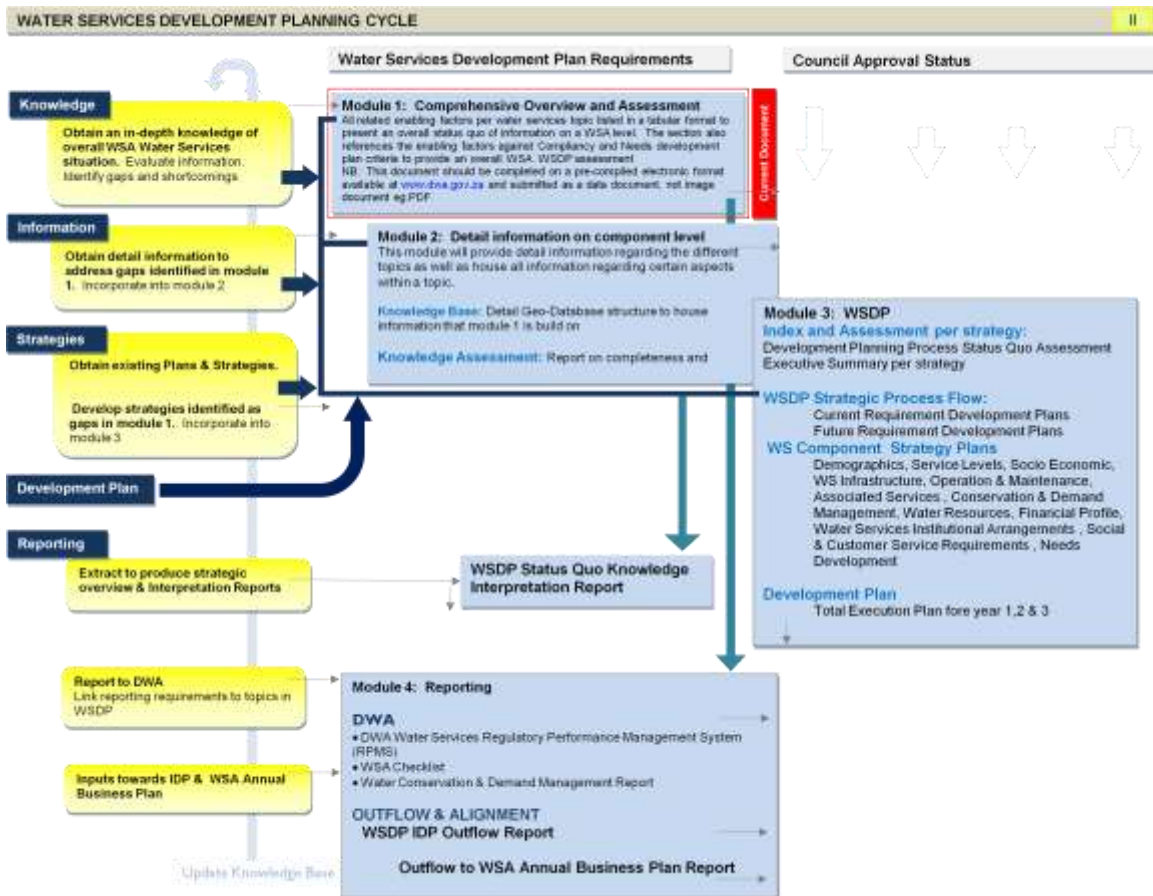 WATER SERVICES DEVELOPMENT PLANNING CYCLE
II
Water Services Development Plan Requirements
Council Approval Status
Knowledge
Obtain an in-depth knowledge of
overall WSA Water Services
situation. Evaluate information.
Identify gaps and shortcomings
Module 1: Comprehensive Overview and Assessment
All related enabling factors per water services topic listed in a tabular format to
present an overall status quo of information on a WSA level. The section also
references the enabling factors against Compliancy and Needs development
plan criteria to provide an overall WSA WSDP assessment
NB. This document should be completed on a pre-compiled electronic format
available at www.dwa.gov.za and submitted as a data document, not image
document eg.PDF
Current Document
Information
Obtain detail information to
address gaps identified in module
1. Incorporate into module 2
Module 2: Detail information on component level
This module will provide detail information regarding the different
topics as well as house all information regarding certain aspects
within a topic.
Knowledge Base: Detail Geo-Database structure to house
information that module 1 is build on
Knowledge Assessment: Report on completeness and
Strategies
Obtain existing Plans & Strategies.
Develop strategies identified as
gaps in module 1. Incorporate into
module 3
Module 3: WSDP
Index and Assessment per strategy:
Development Planning Process Status Quo Assessment
Executive Summary per strategy
WSDP Strategic Process Flow:
Current Requirement Development Plans
Future Requirement Development Plans
WS Component Strategy Plans
Demographics, Service Levels, Socio Economic,
WS Infrastructure, Operation & Maintenance,
Associated Services , Conservation & Demand
Management, Water Resources, Financial Profile,
Water Services Institutional Arrangements , Social
& Customer Service Requirements , Needs
Development
Development Plan
Total Execution Plan fore year 1,2 & 3
Development Plan
Reporting
Extract to produce strategic
overview & Interpretation Reports
WSDP Status Quo Knowledge
Interpretation Report
Report to DWA
Link reporting requirements to topics in
WSDP
Inputs towards IDP & WSA Annual
Business Plan
Module 4: Reporting
DWA
• DWA Water Services Regulatory Performance Management System
(RPMS)
• WSA Checklist
• Water Conservation & Demand Management Report
OUTFLOW & ALIGNMENT
WSDP IDP Outflow Report
Outflow to WSA Annual Business Plan Report
Update Knowledge Base